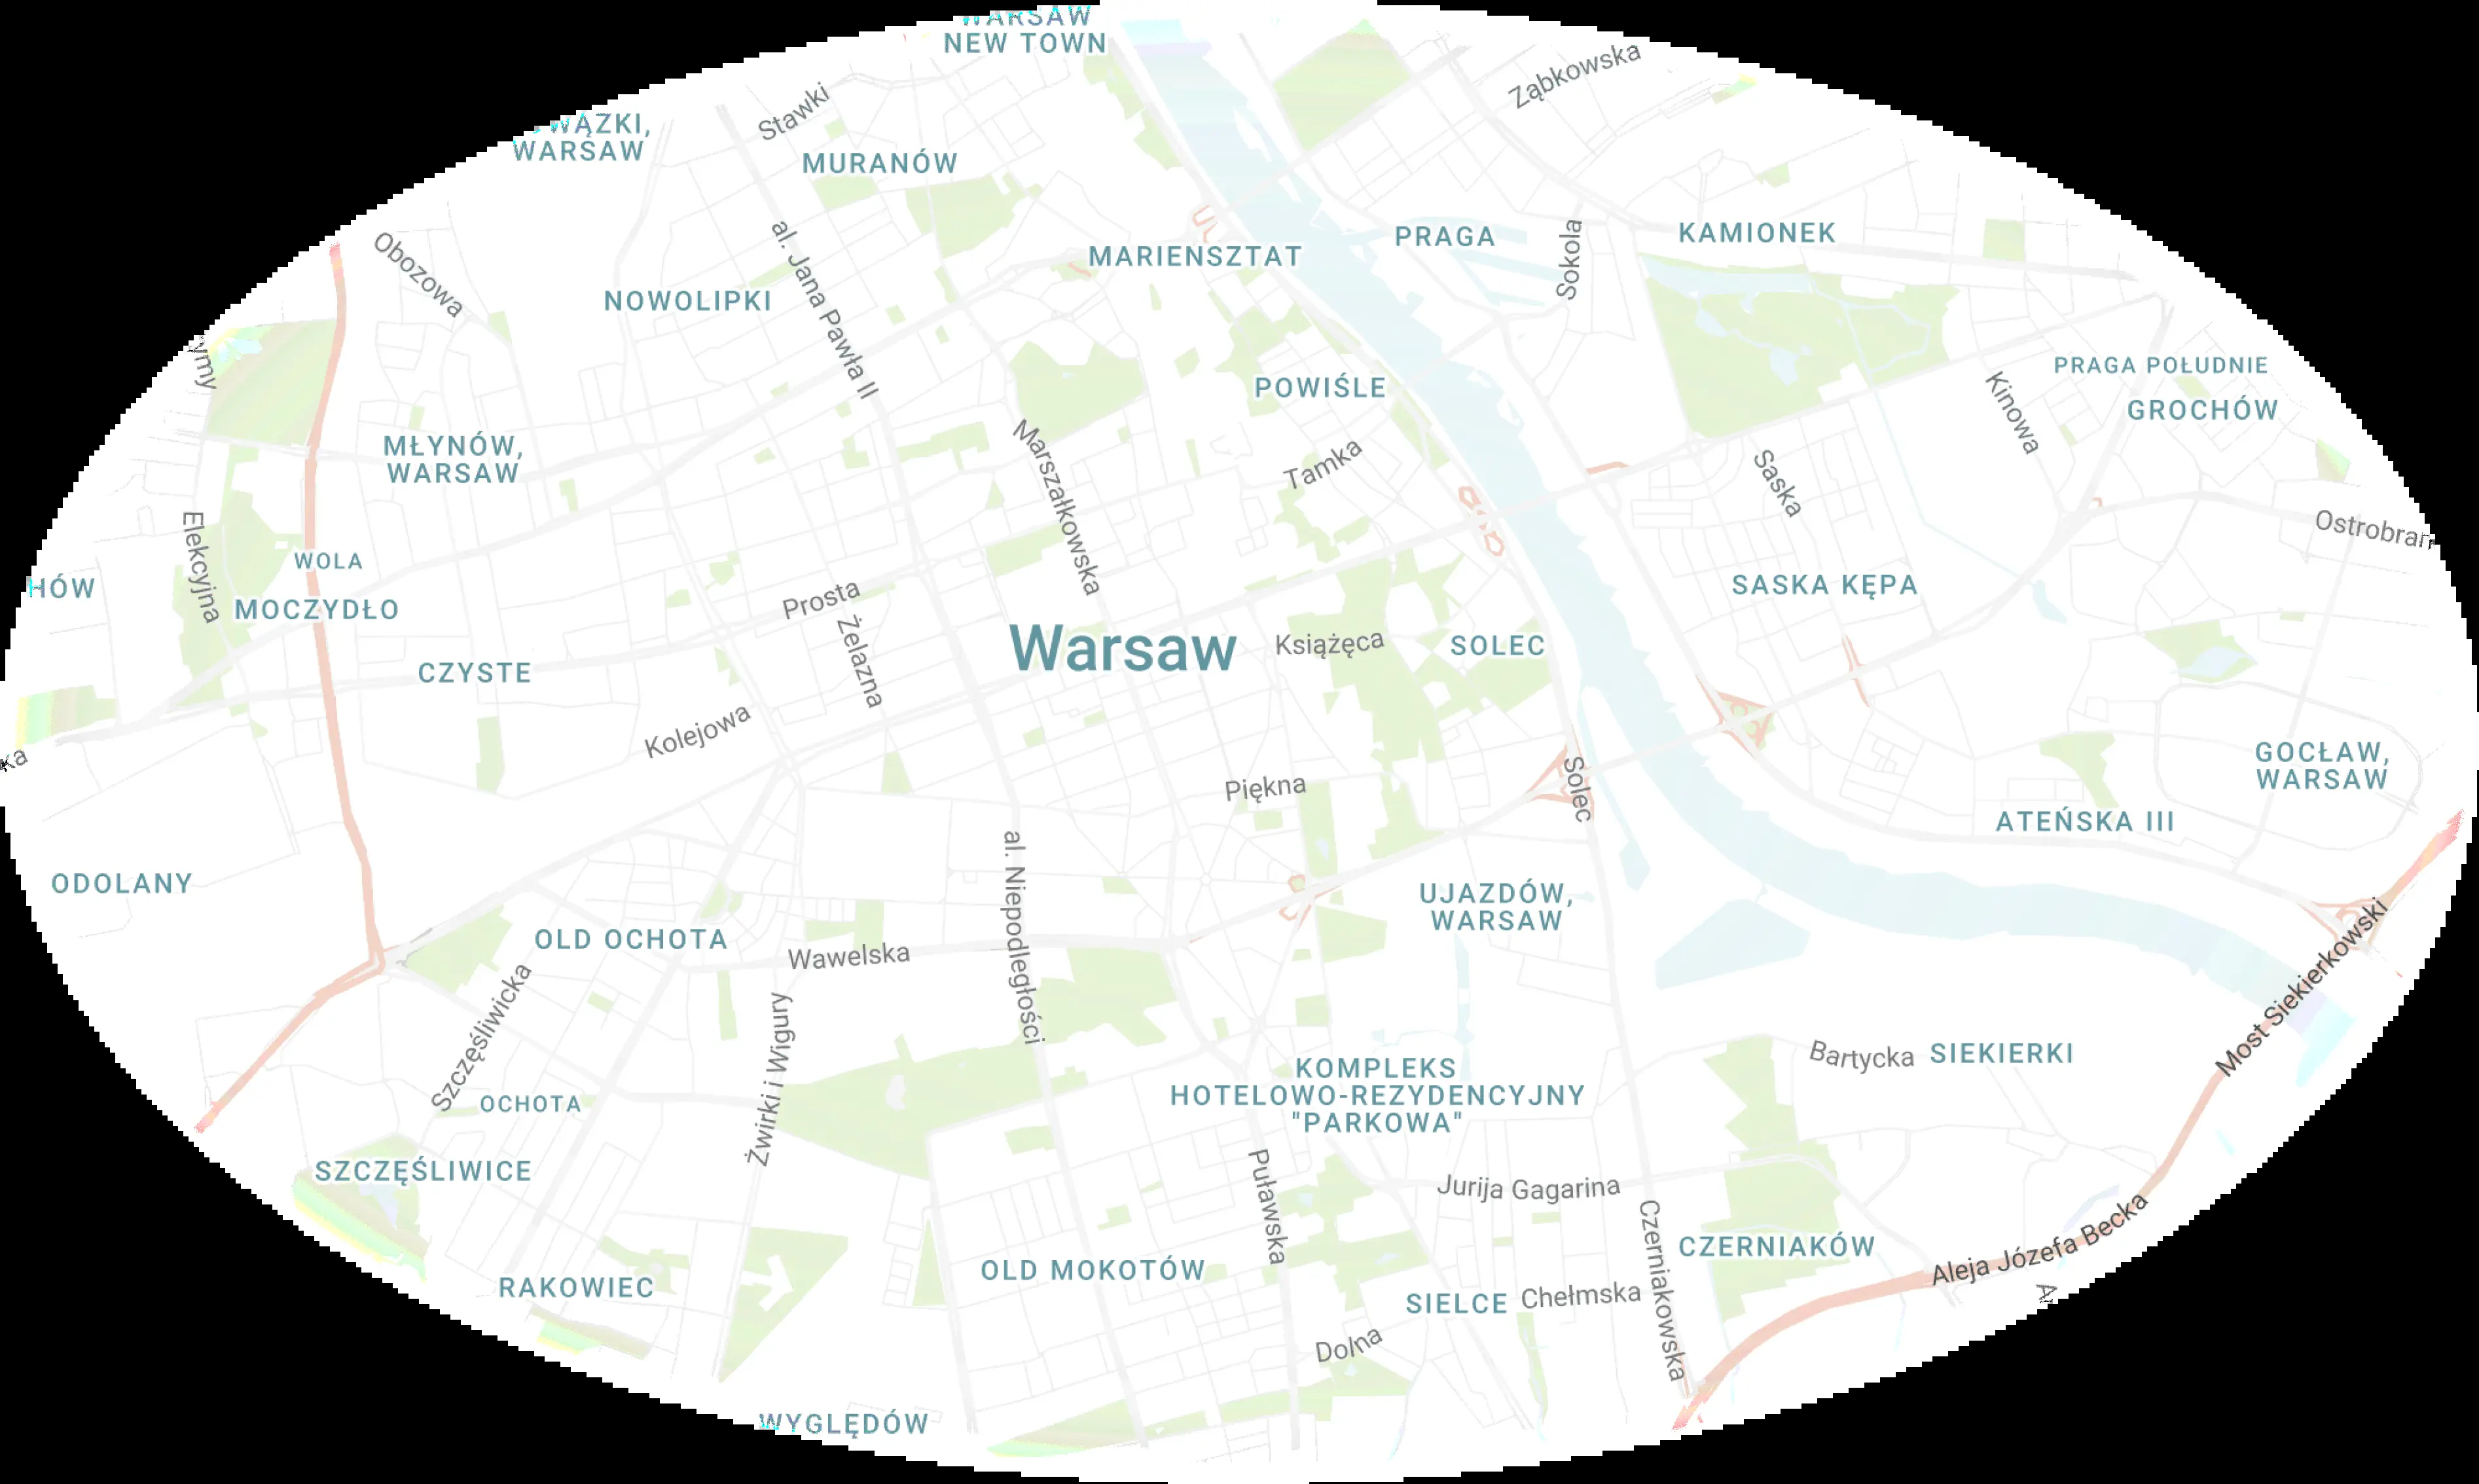 WARSAW
NEW TOWN
Ząbkowska
Stawki
WARSAW
MURANÓW
Obozowa
al. Jana Pawła II
MARIENSZTAT
PRAGA
Sokola
KAMIONEK
NOWOLIPKI
POWIŚLE
PRAGA POŁUDNIE
GROCHÓW
Kinowa
MŁYNÓW,
WARSAW
Marszałkowska
Tamka
Saska
Elekcyjna
WOLA
MOCZYDŁO
Prosta
Żelazna
SASKA KĘPA
Warsaw
Książęca
SOLEC
CZYSTE
Kolejowa
Piękna
Solec
GOCŁAW,
WARSAW
ATEŃSKA III
ODOLANY
al. Niepodległości
UJAZDÓW,
WARSAW
OLD OCHOTA
Wawelska
Szczęśliwicka
Żwirki i Wigury
Most Siekierkowski
Bartycka
SIEKIERKI
KOMPLEKS
HOTELOWO-REZYDENCYJNY
"PARKOWA"
OCHOTA
SZCZĘŚLIWICE
Puławska
Jurija Gagarina
Czerniakowska
CZERNIAKÓW
Aleja Józefa Becka
RAKOWIEC
OLD MOKOTÓW
SIELCE
Chełmska
Dolna
WYGLĘDÓW